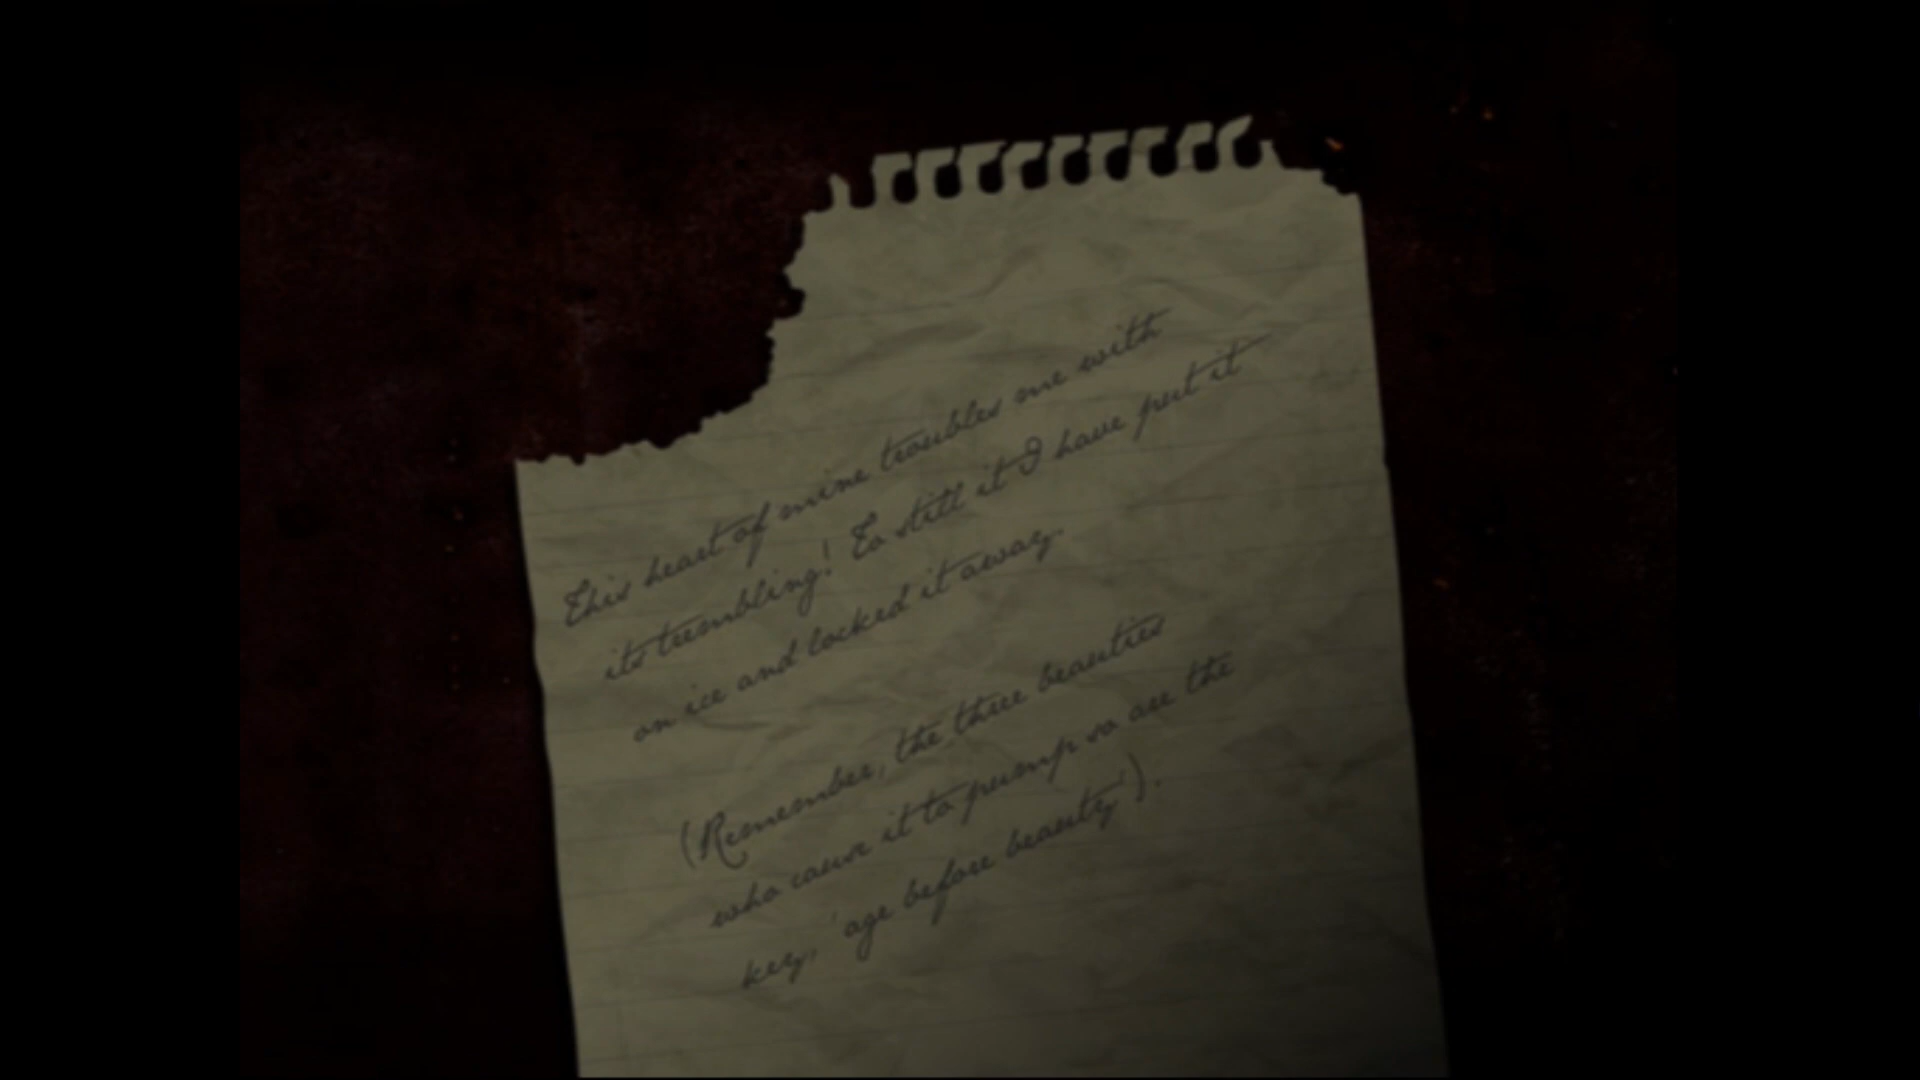 This heart of mine troubles me with
its trembling! To still it I have put it
on ice and locked it away.
(Remember, the three beauties
who cause it to pump so are the
key, 'age before beauty').